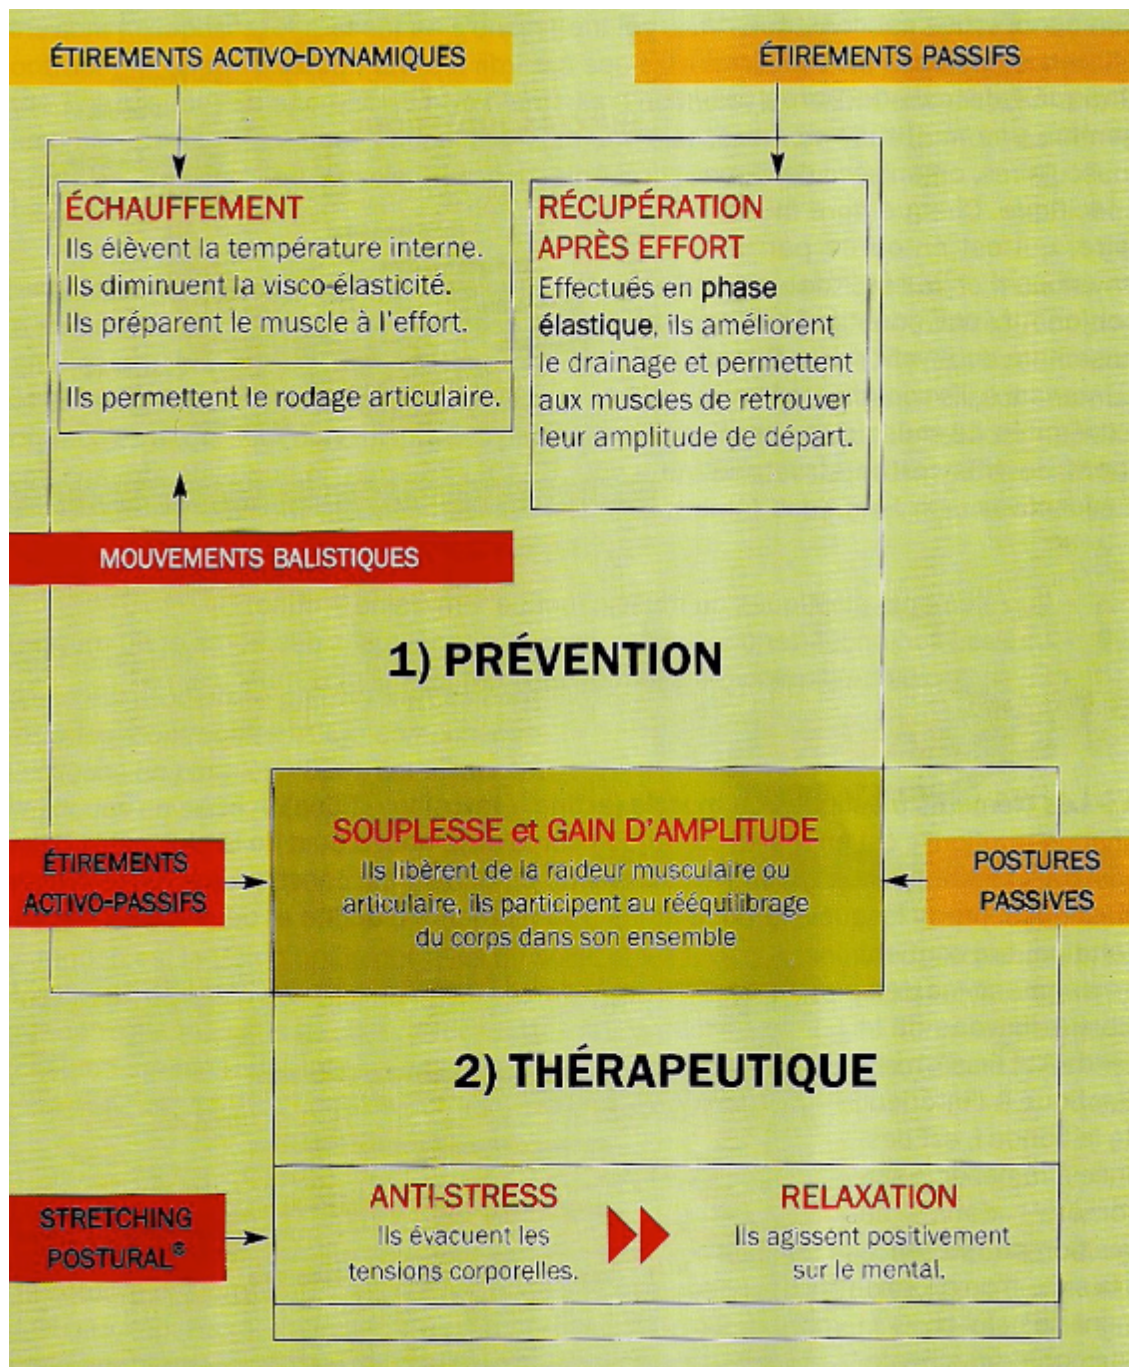 ÉTIREMENTS ACTIVO-DYNAMIQUES
ÉTIREMENTS PASSIFS
ÉCHAUFFEMENT
Ils élèvent la température interne.
Ils diminuent la visco-élasticité.
Ils préparent le muscle à l'effort.
Ils permettent le rodage articulaire.
RÉCUPÉRATION
APRÈS EFFORT
Effectués en phase
élastique, ils améliorent
le drainage et permettent
aux muscles de retrouver
leur amplitude de départ.
MOUVEMENTS BALISTIQUES
1) PRÉVENTION
ÉTIREMENTS
ACTIVO-PASSIFS
SOUPLESSE et GAIN D'AMPLITUDE
Ils libèrent de la raideur musculaire ou
articulaire, ils participent au rééquilibrage
du corps dans son ensemble
POSTURES
PASSIVES
2) THÉRAPEUTIQUE
STRETCHING
POSTURAL®
ANTI-STRESS
Ils évacuent les
tensions corporelles.
RELAXATION
Ils agissent positivement
sur le mental.